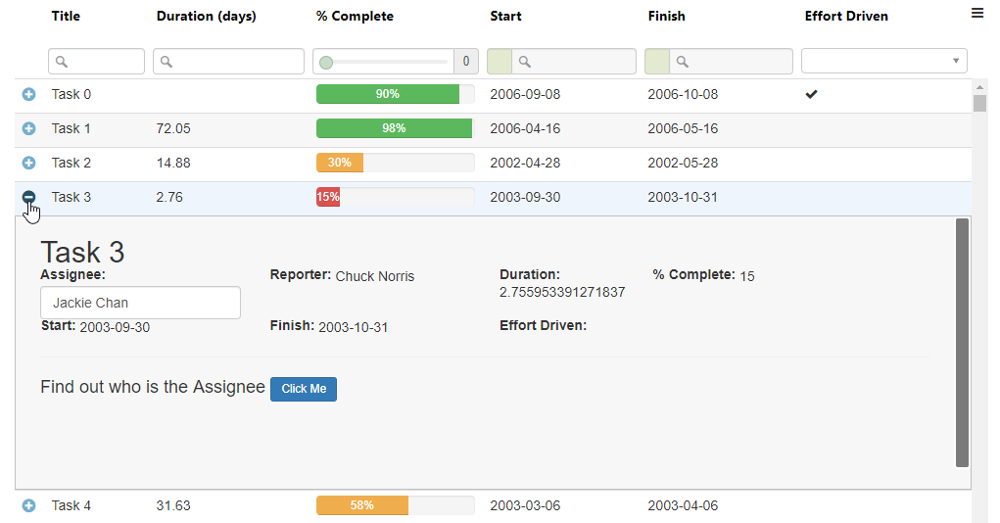 Title Duration (days) % Complete Start Finish Effort Driven
0
Task 0 90% 2006-09-08 2006-10-08
Task 1 72.05 98% 2006-04-16 2006-05-16
Task 2 14.88 30% 2002-04-28 2002-05-28
Task 3 2.76 15% 2003-09-30 2003-10-31
Task 3
Assignee: Reporter: Chuck Norris Duration: % Complete: 15
2.755953391271837
Jackie Chan
Start: 2003-09-30 Finish: 2003-10-31 Effort Driven:
Find out who is the Assignee Click Me
Task 4 31.63 58% 2003-03-06 2003-04-06